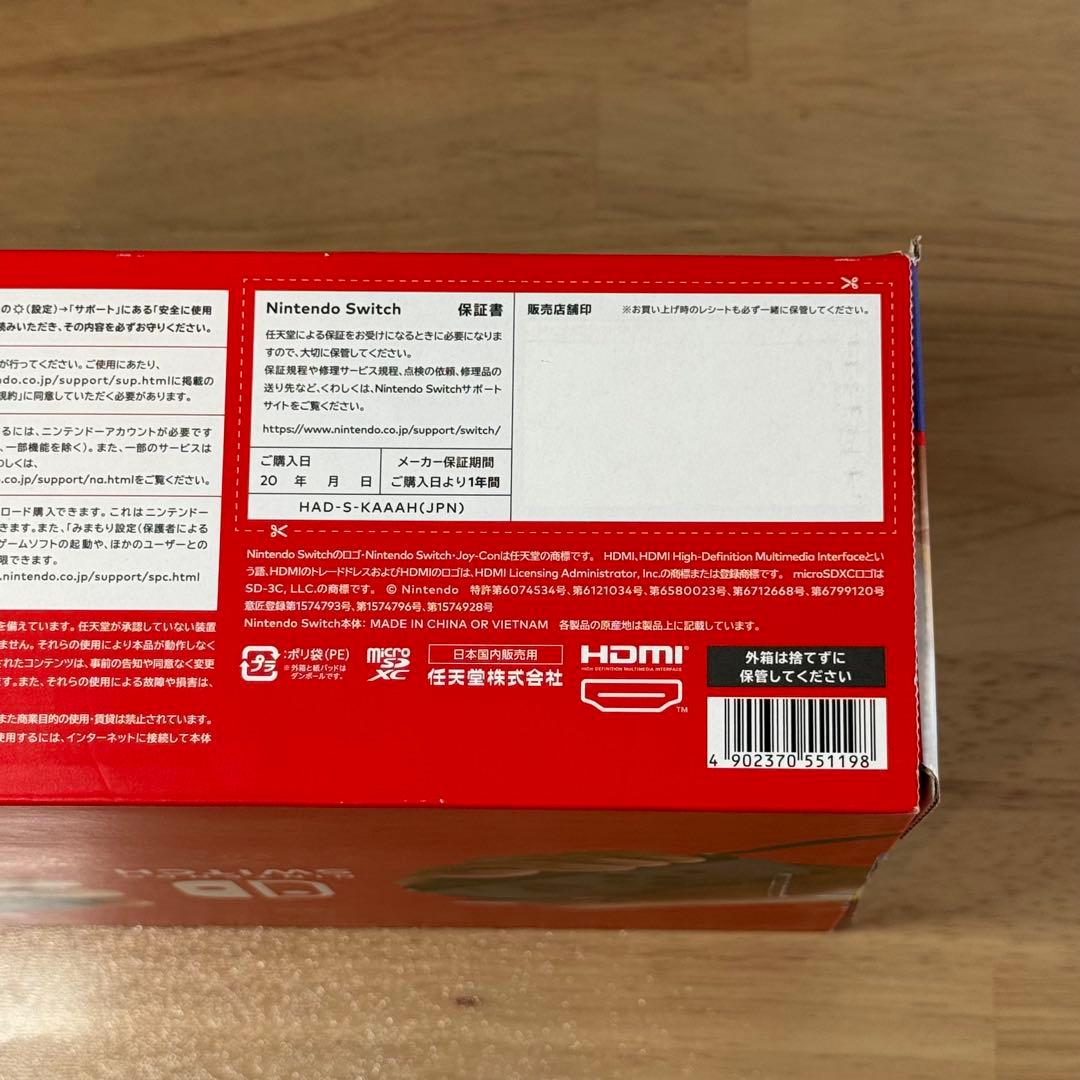 の(設定)→「サポート」にある「安全に使用
読みいただき、その内容を必ずお守りください。
が行ってください。ご使用にあたり、
ndo.co.jp/support/sup.htmlに掲載の
規約」に同意していただく必要があります。
るには、ニンテンドーアカウントが必要です
、一部機能を除く)。また、一部のサービスは
わしくは、
.co.jp/support/na.htmlをご覧ください。
ロード購入できます。これはニンテンドー
きます。また、「みまもり設定(保護者による
ゲームソフトの起動や、ほかのユーザーとの
限できます。
.nintendo.co.jp/support/spc.html
を備えています。任天堂が承認していない装置
ません。それらの使用により本品が動作しなく
されたコンテンツは、事前の告知や同意なく変更
ます。また、それらの使用による故障や損害は、
また商業目的の使用・賃貸は禁止されています。
使用するには、インターネットに接続して本体
Nintendo Switch 保証書
任天堂による保証をお受けになるときに必要になりま
すので、大切に保管してください。
保証規程や修理サービス規程、点検の依頼、修理品の
送り先など、くわしくは、Nintendo Switchサポート
サイトをご覧ください。
https://www.nintendo.co.jp/support/switch/
ご購入日
20 年 月 日
メーカー保証期間
ご購入日より1年間
HAD-S-KAAAH(JPN)
販売店舗印 ※お買い上げ時のレシートも必ず一緒に保管してください。
Nintendo Switchのロゴ・Nintendo Switch・Joy-Conは任天堂の商標です。 HDMI、HDMI High-Definition Multimedia Interfaceとい
う語、HDMIのトレードドレスおよびHDMIのロゴは、HDMI Licensing Administrator, Inc.の商標または登録商標です。 microSDXCロゴは
SD-3C, LLC.の商標です。 © Nintendo 特許第6074534号、第6121034号、第6580023号、第6712668号、第6799120号
意匠登録第1574793号、第1574796号、第1574928号
Nintendo Switch本体: MADE IN CHINA OR VIETNAM 各製品の原産地は製品上に記載しています。
プラ
:ポリ袋(PE)
※外箱と紙パッドは
ダンボールです。
micro
SD
XC
日本国内販売用
任天堂株式会社
HDMI
HIGH-DEFINITION MULTIMEDIA INTERFACE
TM
外箱は捨てずに
保管してください
4 902370 551198
SWITCH